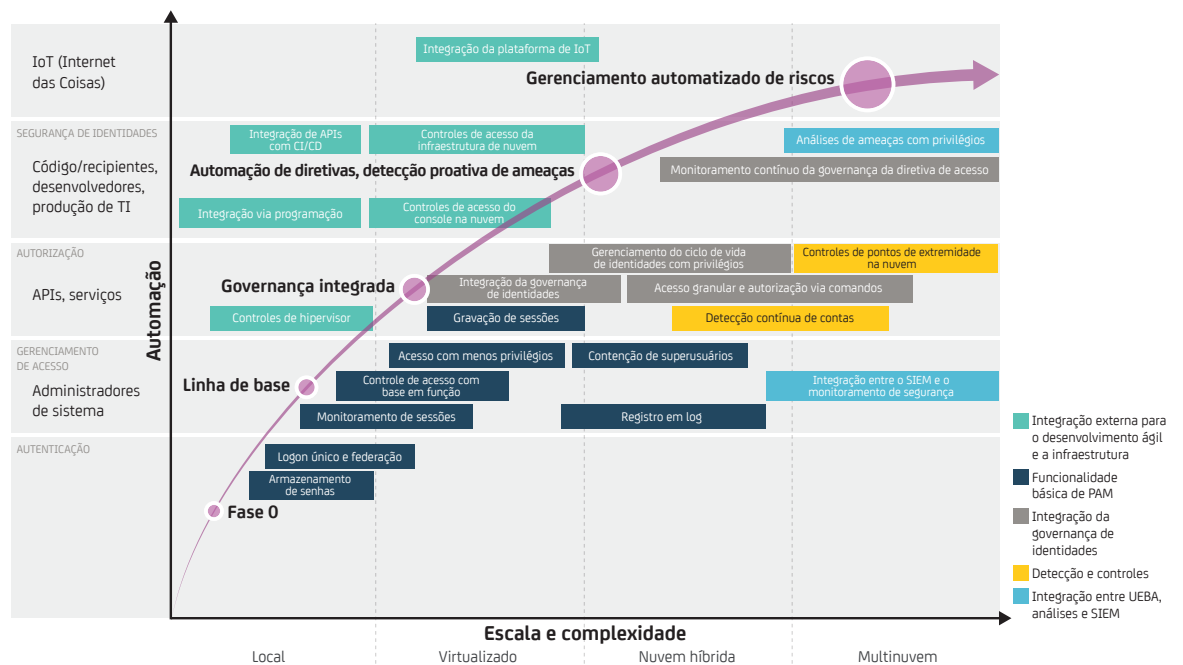 IoT (Internet
das Coisas)
Integração da plataforma de IoT
Gerenciamento automatizado de riscos
SEGURANÇA DE IDENTIDADES
Código/recipientes,
desenvolvedores,
produção de TI
Integração de APIs
com CI/CD
Controles de acesso da
infraestrutura de nuvem
Análises de ameaças com privilégios
Automação de diretivas, detecção proativa de ameaças
Monitoramento contínuo da governança da diretiva de acesso
Integração via programação
Controles de acesso do
console na nuvem
AUTORIZAÇÃO
APIs, serviços
Gerenciamento do ciclo de vida
de identidades com privilégios
Controles de pontos de extremidade
na nuvem
Governança integrada
Integração da governança
de identidades
Acesso granular e autorização via comandos
Controles de hipervisor
Gravação de sessões
Detecção contínua de contas
GERENCIAMENTO
DE ACESSO
Administradores
de sistema
Acesso com menos privilégios
Contenção de superusuários
Linha de base
Controle de acesso com
base em função
Integração entre o SIEM e o
monitoramento de segurança
Monitoramento de sessões
Registro em log
AUTENTICAÇÃO
Logon único e federação
Armazenamento
de senhas
Fase 0
Automação
Escala e complexidade
Local
Virtualizado
Nuvem híbrida
Multinuvem
Integração externa para
o desenvolvimento ágil
e a infraestrutura
Funcionalidade
básica de PAM
Integração da
governança de
identidades
Detecção e controles
Integração entre UEBA,
análises e SIEM